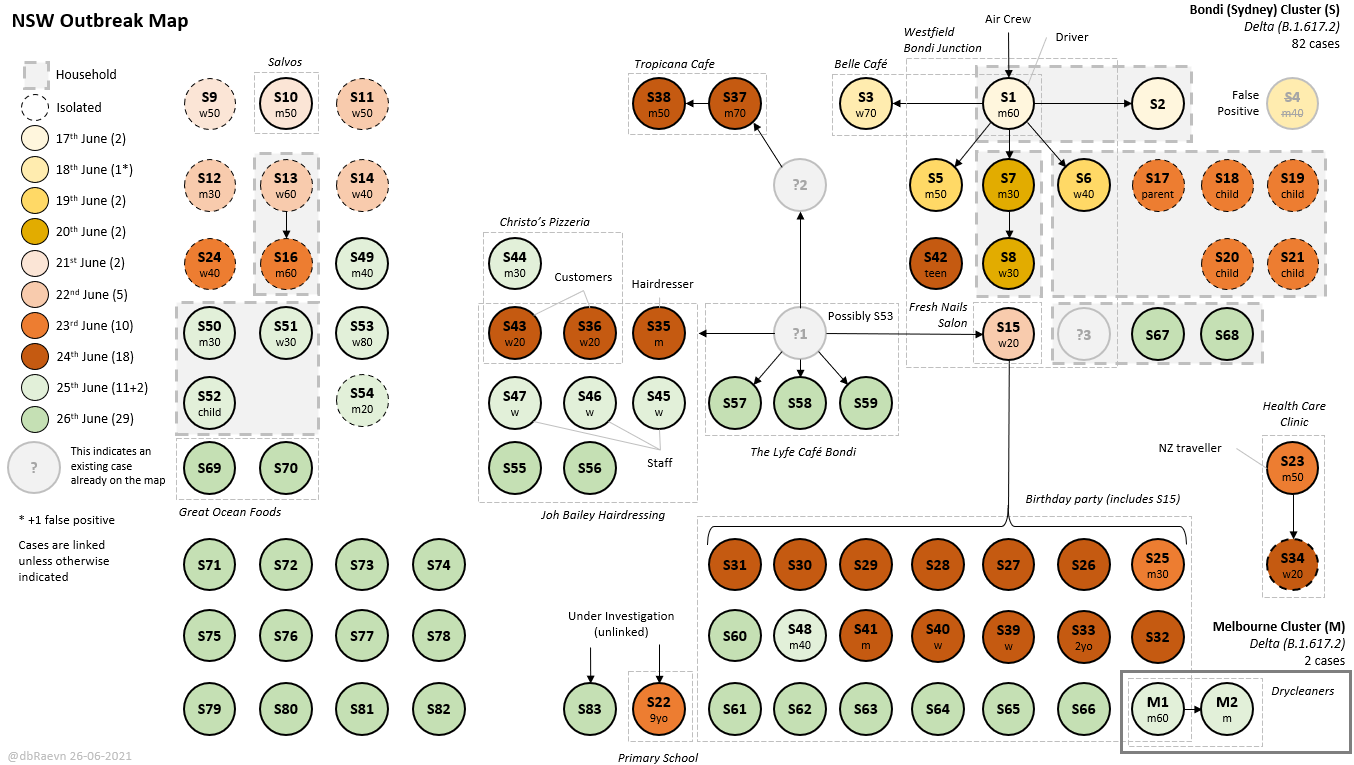 NSW Outbreak Map
Bondi (Sydney) Cluster (S)
Delta (B.1.617.2)
82 cases
Household
Isolated
17th June (2)
18th June (1*)
19th June (2)
20th June (2)
21st June (2)
22nd June (5)
23rd June (10)
24th June (18)
25th June (11+2)
26th June (29)
?
This indicates an
existing case
already on the map
* +1 false positive
Cases are linked
unless otherwise
indicated
Salvos
S9
w50
S10
m50
S11
w50
S12
m30
S13
w60
S14
w40
S24
w40
S16
m60
S49
m40
S50
m30
S51
w30
S53
w80
S52
child
S54
m20
S69
S70
Great Ocean Foods
S71
S72
S73
S74
S75
S76
S77
S78
S79
S80
S81
S82
Tropicana Cafe
S38
m50
S37
m70
?2
Christo's Pizzeria
S44
m30
Customers
Hairdresser
S43
w20
S36
w20
S35
m
S47
w
S46
w
S45
w
S55
S56
Staff
Joh Bailey Hairdressing
?1
Possibly S53
S57
S58
S59
The Lyfe Café Bondi
Air Crew
Driver
Westfield
Bondi Junction
Belle Café
S3
w70
S1
m60
S2
False
Positive
S4
m40
S5
m50
S7
m30
S6
w40
S17
parent
S18
child
S19
child
S42
teen
S8
w30
S20
child
S21
child
Fresh Nails
Salon
S15
w20
?3
S67
S68
Health Care
Clinic
NZ traveller
S23
m50
S34
w20
Birthday party (includes S15)
S31
S30
S29
S28
S27
S26
S25
m30
S60
S48
m40
S41
m
S40
w
S39
w
S33
2yo
S32
S61
S62
S63
S64
S65
S66
Under Investigation
(unlinked)
S83
S22
9yo
Primary School
Melbourne Cluster (M)
Delta (B.1.617.2)
2 cases
M1
m60
M2
m
Drycleaners
@dbRaevn 26-06-2021